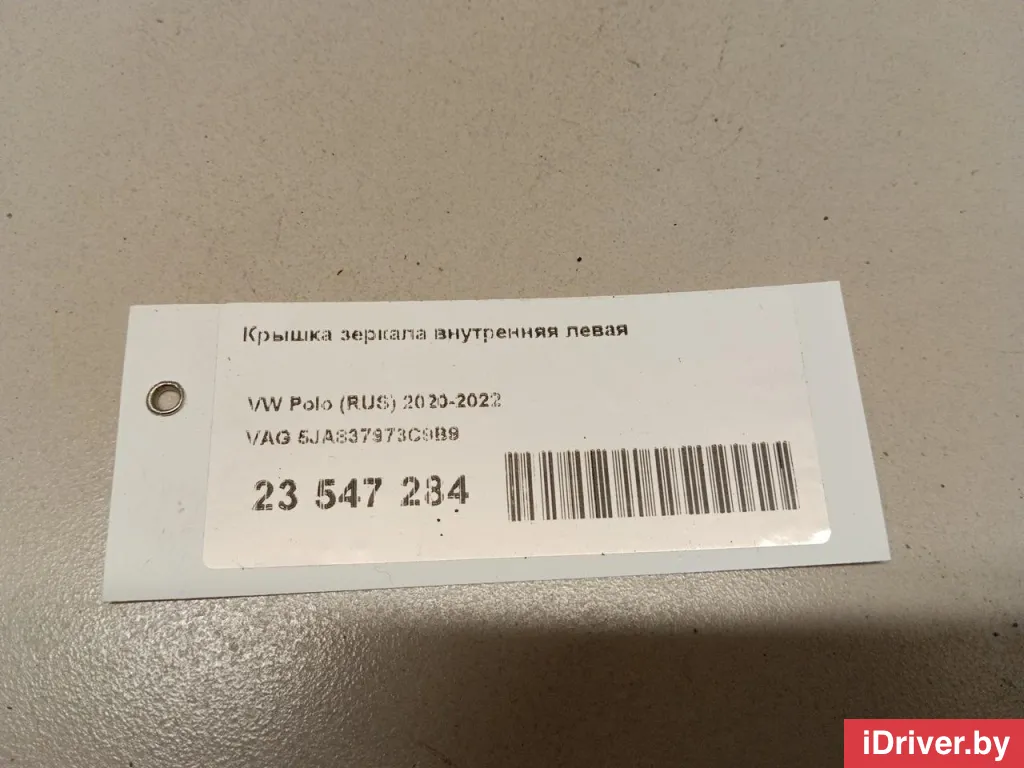 Крышка зеркала внутренняя левая
VW Polo (RUS) 2020-2022
VAG 5JA837973C9B9
23 547 284
iDriver.by